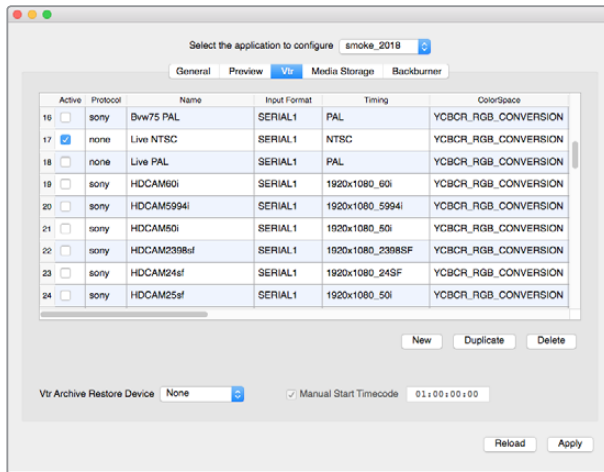 Select the application to configure smoke_2018
General Preview Vtr Media Storage Backburner
Active Protocol Name Input Format Timing ColorSpace
16 sony Bvw75 PAL SERIAL1 PAL YCBCR_RGB_CONVERSION
17 none Live NTSC SERIAL1 NTSC YCBCR_RGB_CONVERSION
18 none Live PAL SERIAL1 PAL YCBCR_RGB_CONVERSION
19 sony HDCAM60i SERIAL1 1920x1080_60i YCBCR_RGB_CONVERSION
20 sony HDCAM5994i SERIAL1 1920x1080_5994i YCBCR_RGB_CONVERSION
21 sony HDCAM50i SERIAL1 1920x1080_50i YCBCR_RGB_CONVERSION
22 sony HDCAM2398sf SERIAL1 1920x1080_2398SF YCBCR_RGB_CONVERSION
23 sony HDCAM24sf SERIAL1 1920x1080_24SF YCBCR_RGB_CONVERSION
24 sony HDCAM25sf SERIAL1 1920x1080_50i YCBCR_RGB_CONVERSION
New Duplicate Delete
Vtr Archive Restore Device None Manual Start Timecode 01:00:00:00
Reload Apply